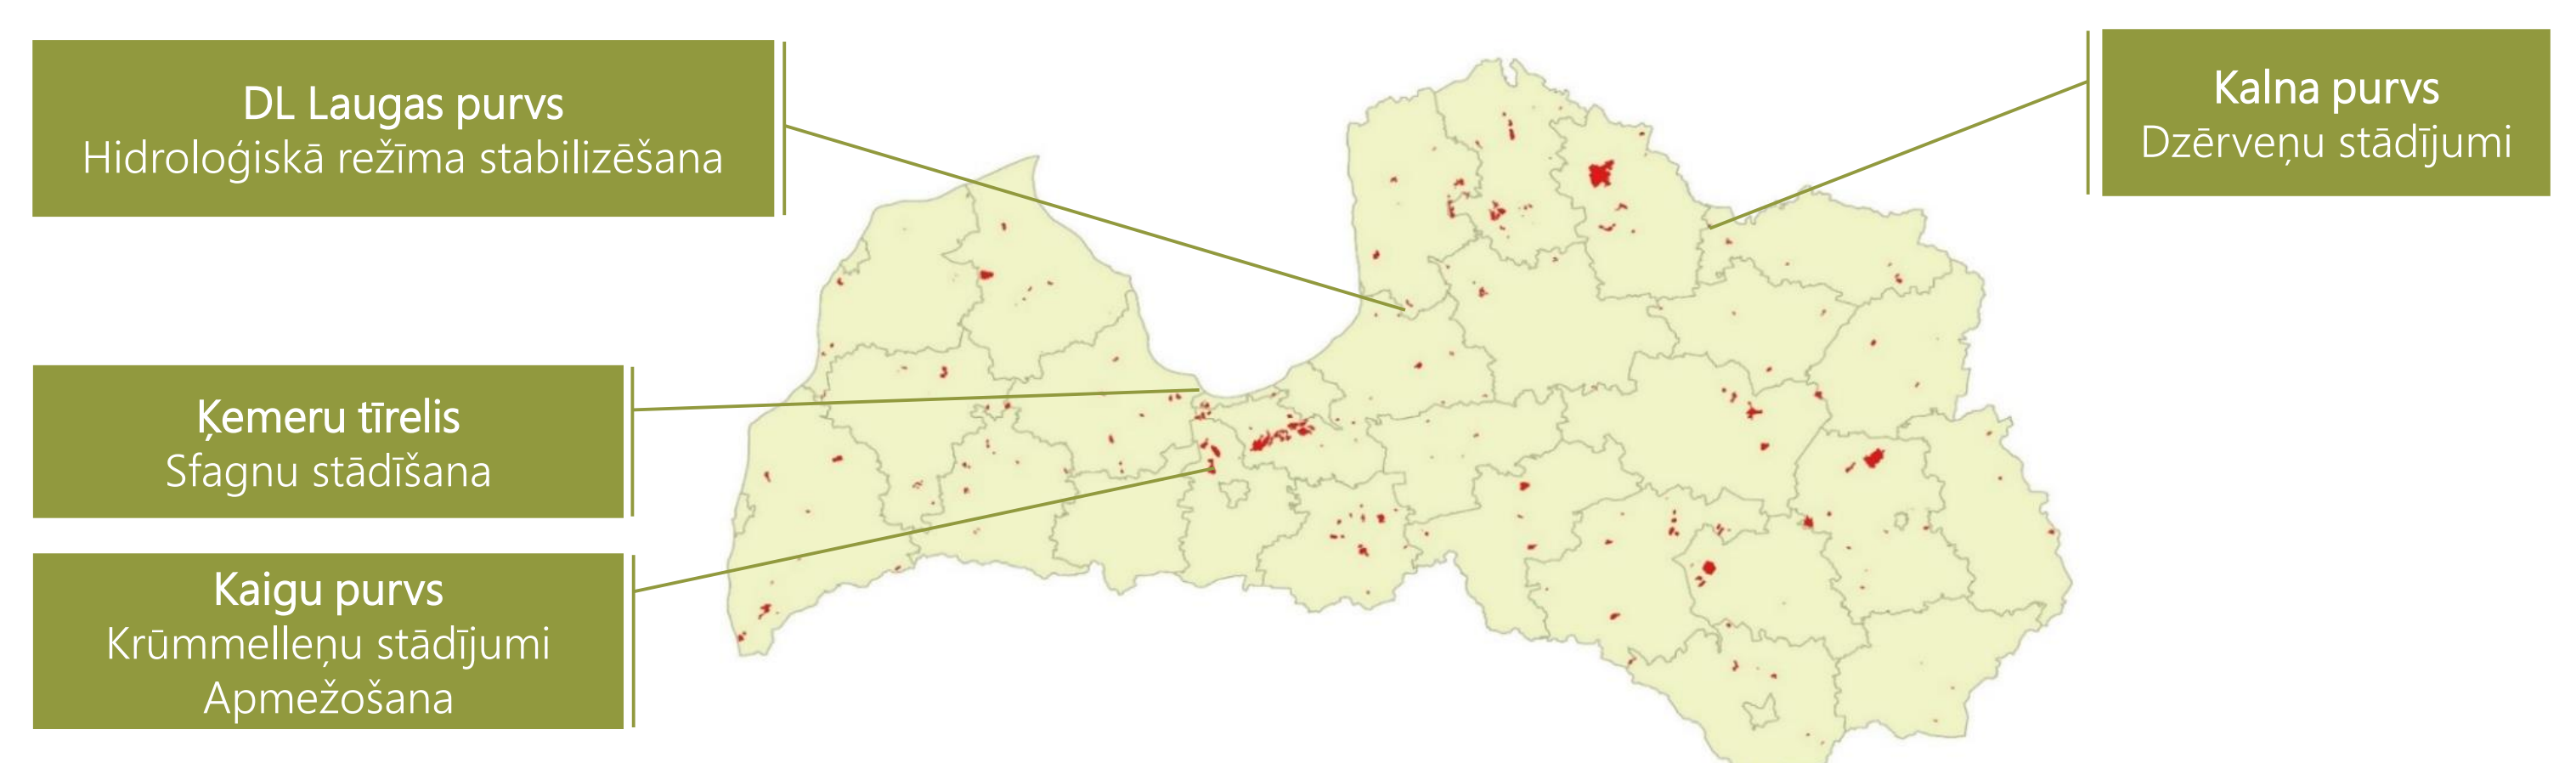 DL Laugas purvs
Hidroloģiskā režīma stabilizēšana
Kalna purvs
Dzērveņu stādījumi
Ķemeru tīrelis
Sfagnu stādīšana
Kaigu purvs
Krūmmelleņu stādījumi
Apmežošana